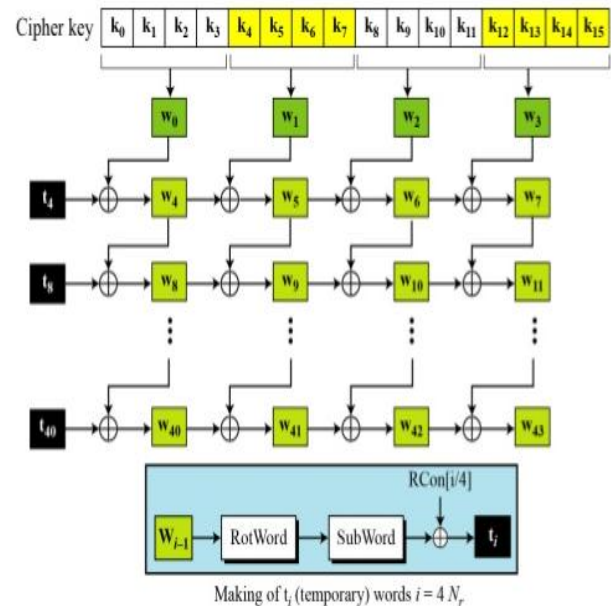 Cipher key k₀ k₁ k₂ k₃ k₄ k₅ k₆ k₇ k₈ k₉ k₁₀ k₁₁ k₁₂ k₁₃ k₁₄ k₁₅
w₀ w₁ w₂ w₃
t₄ w₄ w₅ w₆ w₇
t₈ w₈ w₉ w₁₀ w₁₁
t₄₀ w₄₀ w₄₁ w₄₂ w₄₃
RCon[i/4]
Wᵢ₋₁ RotWord SubWord tᵢ
Making of tᵢ (temporary) words i = 4 Nᵣ